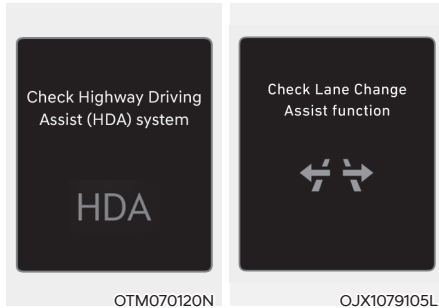 Check Highway Driving
Assist (HDA) system
HDA
OTM070120N
Check Lane Change
Assist function
OJX1079105L